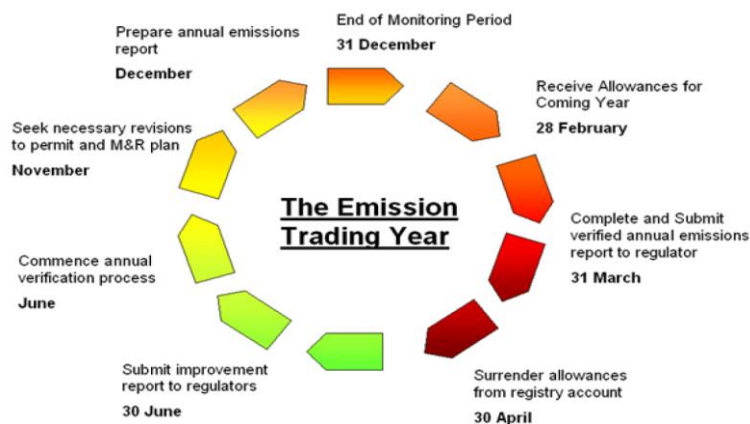 End of Monitoring Period
31 December
Receive Allowances for
Coming Year
28 February
Complete and Submit
verified annual emissions
report to regulator
31 March
Surrender allowances
from registry account
30 April
Submit improvement
report to regulators
30 June
Commence annual
verification process
June
Seek necessary revisions
to permit and M&R plan
November
Prepare annual emissions
report
December
The Emission
Trading Year